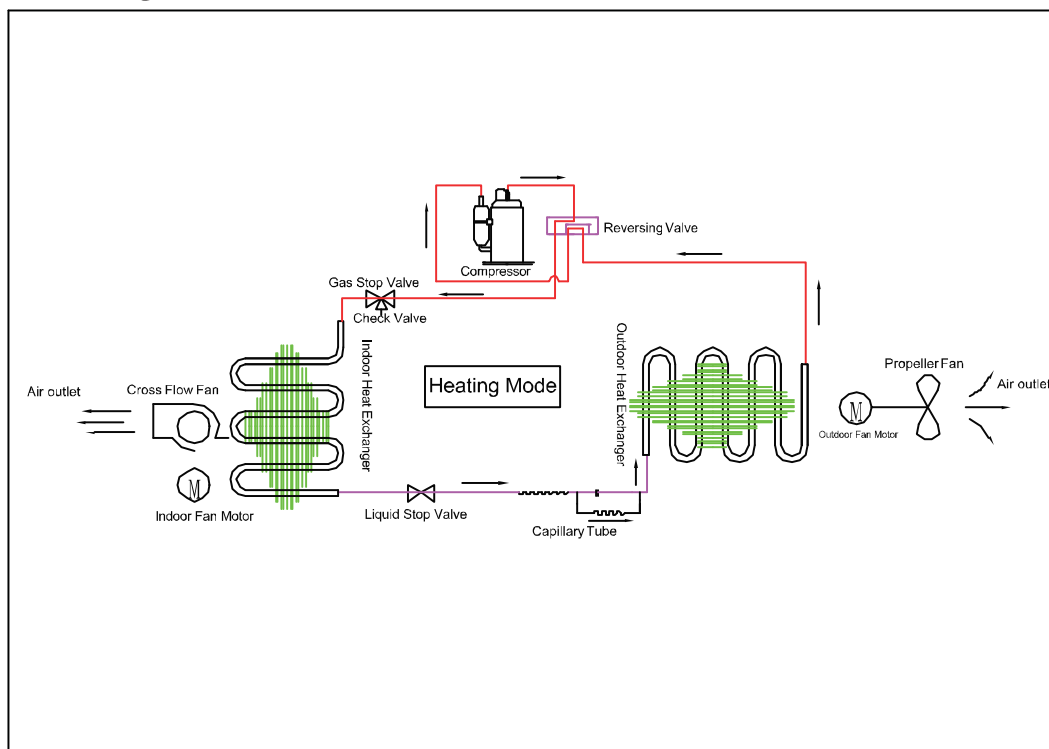 Reversing Valve
Compressor
Gas Stop Valve
Check Valve
Indoor Heat Exchanger
Outdoor Heat Exchanger
Heating Mode
Propeller Fan
Air outlet
Cross Flow Fan
Air outlet
M
Outdoor Fan Motor
M
Indoor Fan Motor
Liquid Stop Valve
Capillary Tube